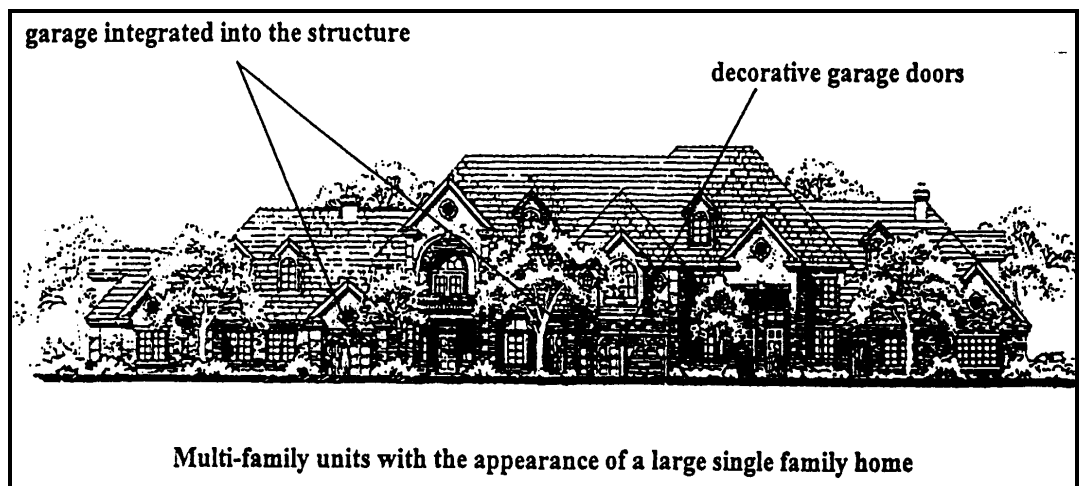 garage integrated into the structure
decorative garage doors
Multi-family units with the appearance of a large single family home